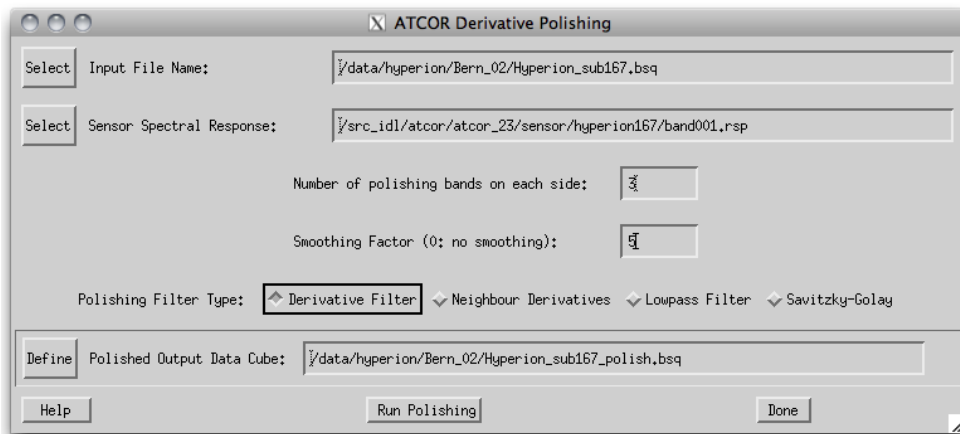 X ATCOR Derivative Polishing
Select Input File Name: /data/hyperion/Bern_02/Hyperion_sub167.bsq
Select Sensor Spectral Response: /src_idl/atcor/atcor_23/sensor/hyperion167/band001.rsp
Number of polishing bands on each side: 3
Smoothing Factor (0: no smoothing): 5
Polishing Filter Type: Derivative Filter Neighbour Derivatives Lowpass Filter Savitzky-Golay
Define Polished Output Data Cube: /data/hyperion/Bern_02/Hyperion_sub167_polish.bsq
Help Run Polishing Done